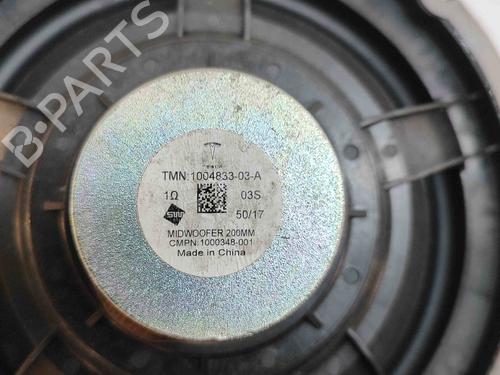 B-PARTS
TMN:1004833-03-A
1Ω 03S
50/17
MIDWOOFER 200MM
CMPN:1000348-001
Made in China